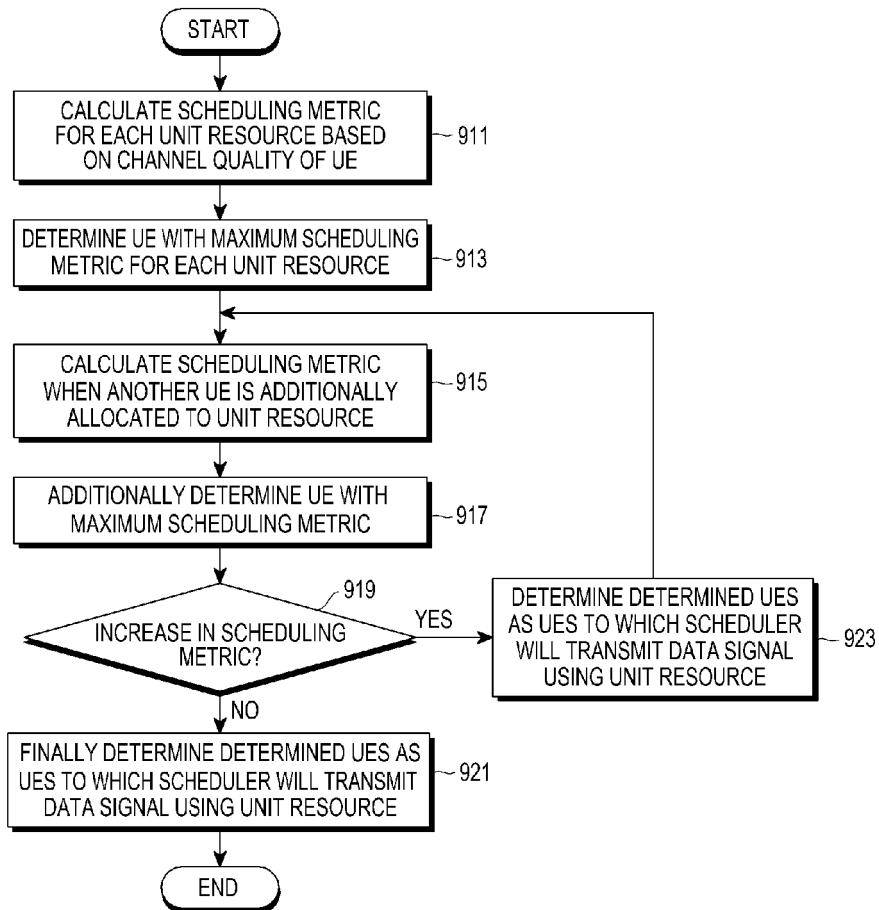 START
CALCULATE SCHEDULING METRIC
FOR EACH UNIT RESOURCE BASED
ON CHANNEL QUALITY OF UE
911
DETERMINE UE WITH MAXIMUM SCHEDULING
METRIC FOR EACH UNIT RESOURCE
913
CALCULATE SCHEDULING METRIC
WHEN ANOTHER UE IS ADDITIONALLY
ALLOCATED TO UNIT RESOURCE
915
ADDITIONALLY DETERMINE UE WITH
MAXIMUM SCHEDULING METRIC
917
919
INCREASE IN SCHEDULING
METRIC?
YES
DETERMINE DETERMINED UES
AS UES TO WHICH SCHEDULER
WILL TRANSMIT DATA SIGNAL
USING UNIT RESOURCE
923
NO
FINALLY DETERMINE DETERMINED UES AS
UES TO WHICH SCHEDULER WILL TRANSMIT
DATA SIGNAL USING UNIT RESOURCE
921
END